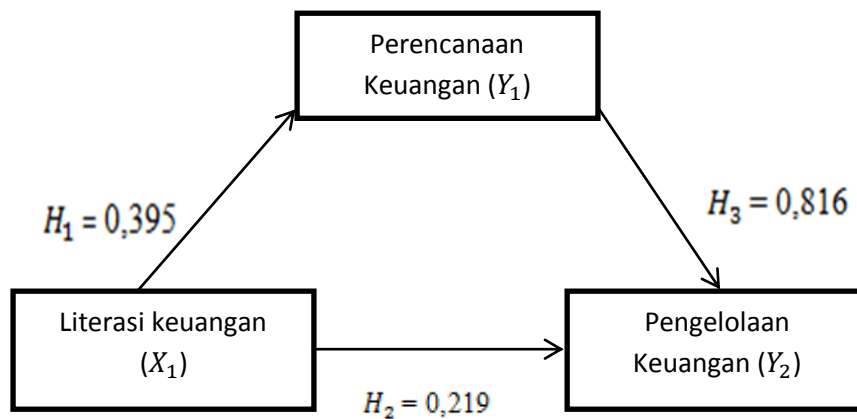 Perencanaan
Keuangan (Y₁)
H₁ = 0,395
H₃ = 0,816
Literasi keuangan
(X₁)
Pengelolaan
Keuangan (Y₂)
H₂ = 0,219